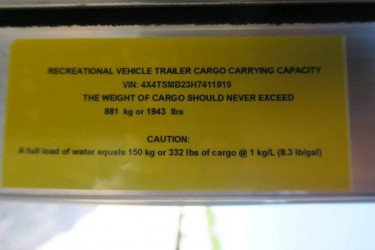 RECREATIONAL VEHICLE TRAILER CARGO CARRYING CAPACITY
VIN: 4X4TSMB23H7411919
THE WEIGHT OF CARGO SHOULD NEVER EXCEED
881 kg or 1943 lbs
CAUTION:
A full load of water equals 150 kg or 332 lbs of cargo @ 1 kg/L (8.3 lb/gal)